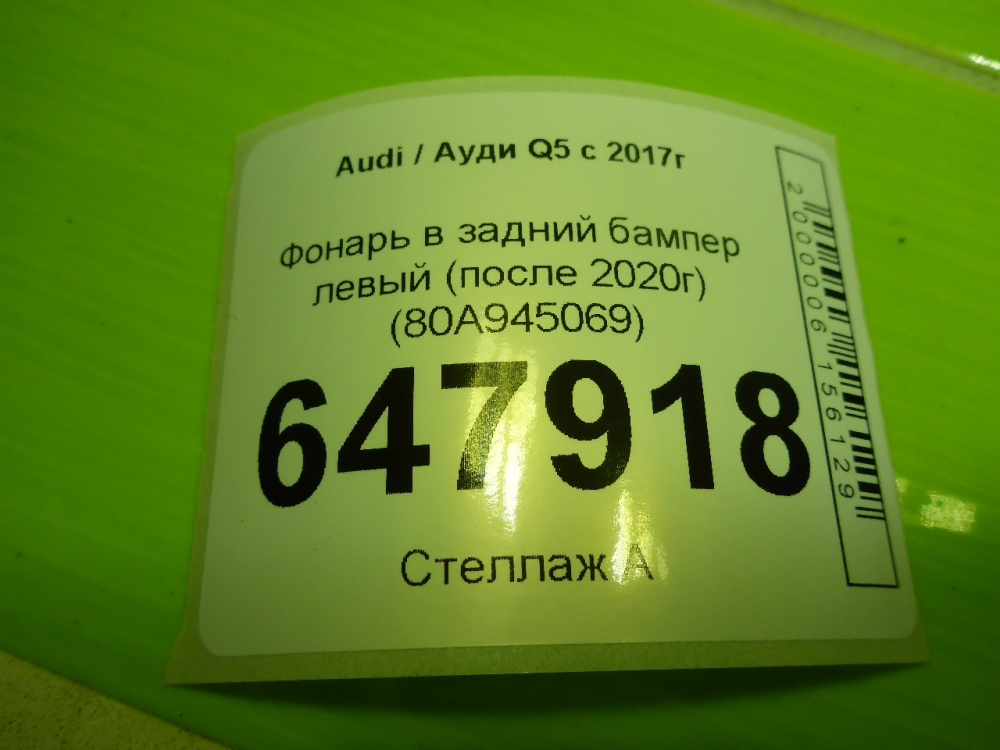 Audi / Ауди Q5 с 2017г
Фонарь в задний бампер
левый (после 2020г)
(80A945069)
647918
Стеллаж А
2000006156129